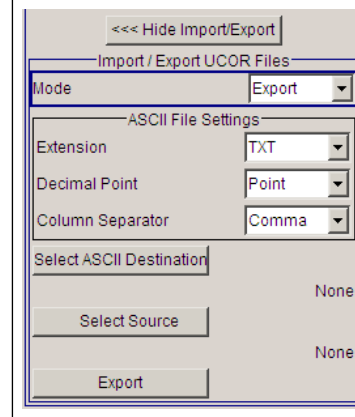 <<< Hide Import/Export
Import / Export UCOR Files
Mode Export
ASCII File Settings
Extension TXT
Decimal Point Point
Column Separator Comma
Select ASCII Destination
None
Select Source
None
Export